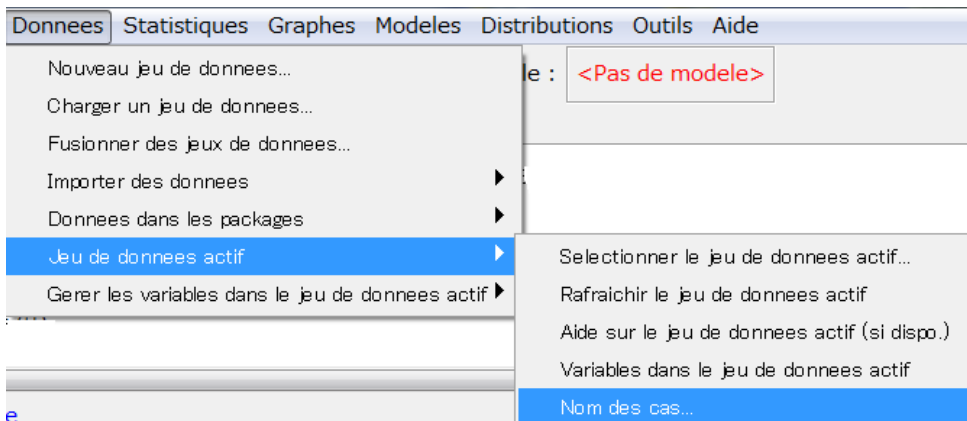 Donnees Statistiques Graphes Modeles Distributions Outils Aide
Nouveau jeu de donnees...
le : <Pas de modele>
Charger un jeu de donnees...
Fusionner des jeux de donnees...
Importer des donnees
Donnees dans les packages
Jeu de donnees actif
Selectionner le jeu de donnees actif...
Gerer les variables dans le jeu de donnees actif
Rafraichir le jeu de donnees actif
Aide sur le jeu de donnees actif (si dispo.)
Variables dans le jeu de donnees actif
Nom des cas...
e